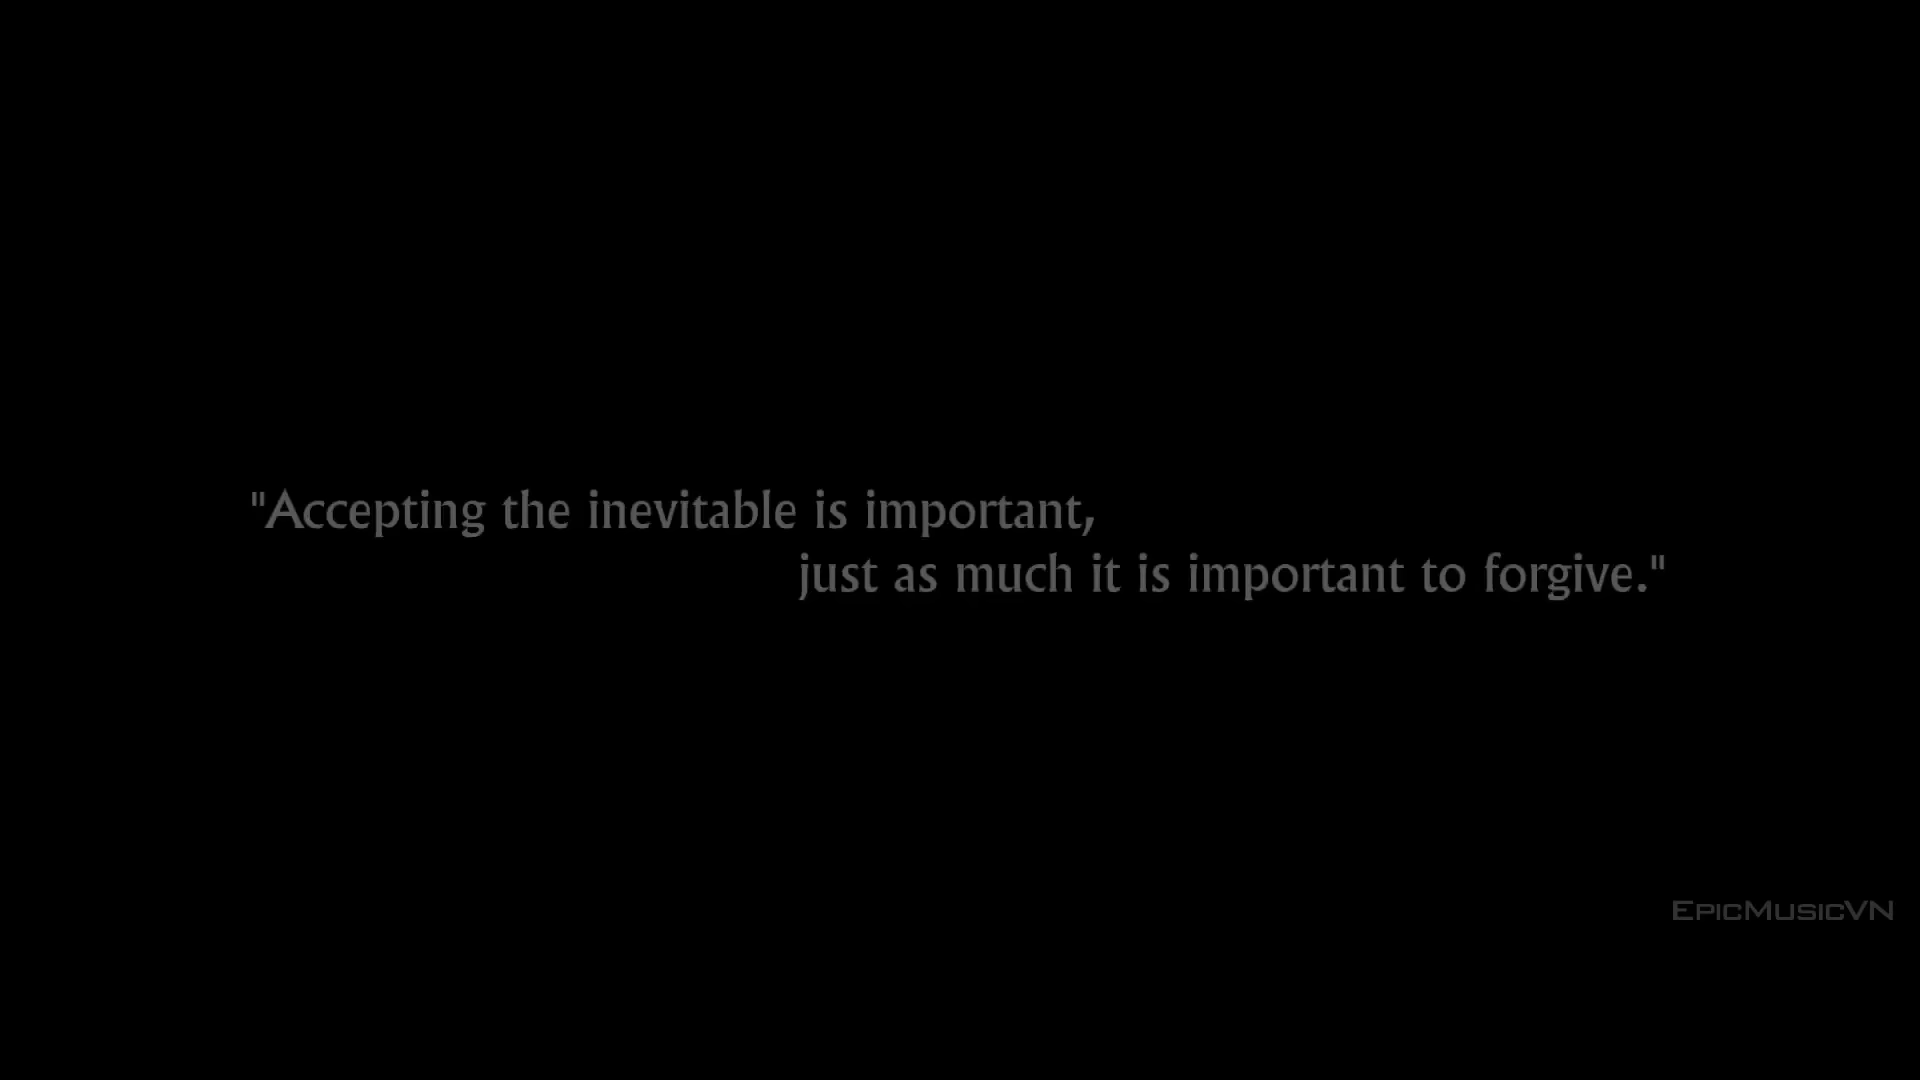 "Accepting the inevitable is important,
just as much it is important to forgive."
EpicMusicVN